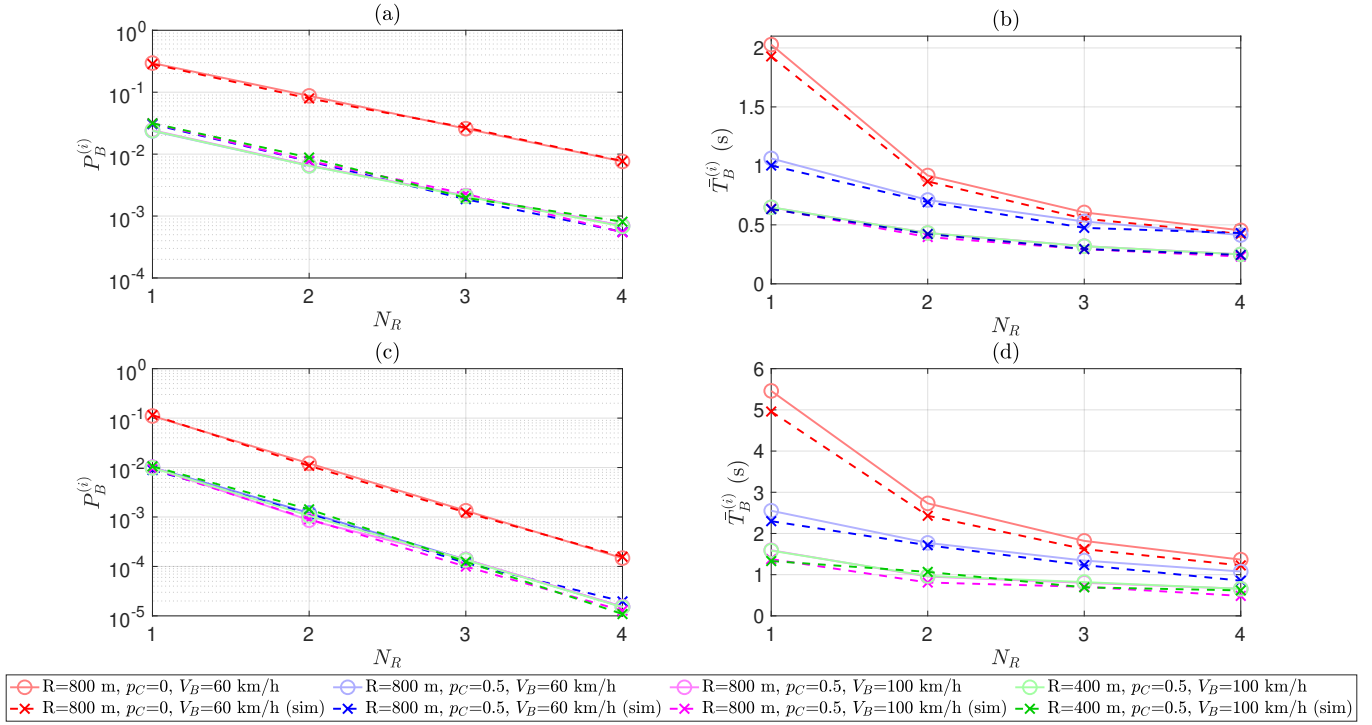 (a)
10^0
10^-1
10^-2
10^-3
10^-4
P_B^(i)
1 2 3 4
N_R
(b)
2
1.5
1
0.5
0
T̄_B^(i) (s)
1 2 3 4
N_R
(c)
10^0
10^-1
10^-2
10^-3
10^-4
10^-5
P_B^(i)
1 2 3 4
N_R
(d)
6
5
4
3
2
1
0
T̄_B^(i) (s)
1 2 3 4
N_R
R=800 m, p_C=0, V_B=60 km/h
R=800 m, p_C=0.5, V_B=60 km/h
R=800 m, p_C=0.5, V_B=100 km/h
R=400 m, p_C=0.5, V_B=100 km/h
R=800 m, p_C=0, V_B=60 km/h (sim)
R=800 m, p_C=0.5, V_B=60 km/h (sim)
R=800 m, p_C=0.5, V_B=100 km/h (sim)
R=400 m, p_C=0.5, V_B=100 km/h (sim)